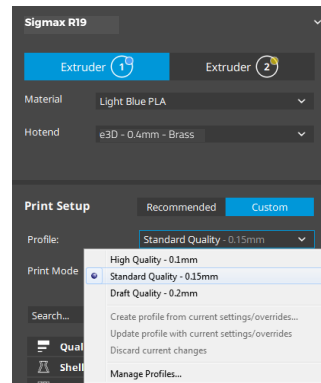 Sigmax R19
Extruder 1 Extruder 2
Material Light Blue PLA
Hotend e3D - 0.4mm - Brass
Print Setup Recommended Custom
Profile: Standard Quality - 0.15mm
High Quality - 0.1mm
Print Mode Standard Quality - 0.15mm
Draft Quality - 0.2mm
Search... Create profile from current settings/overrides...
Update profile with current settings/overrides
Qual Discard current changes
Shell
Manage Profiles...